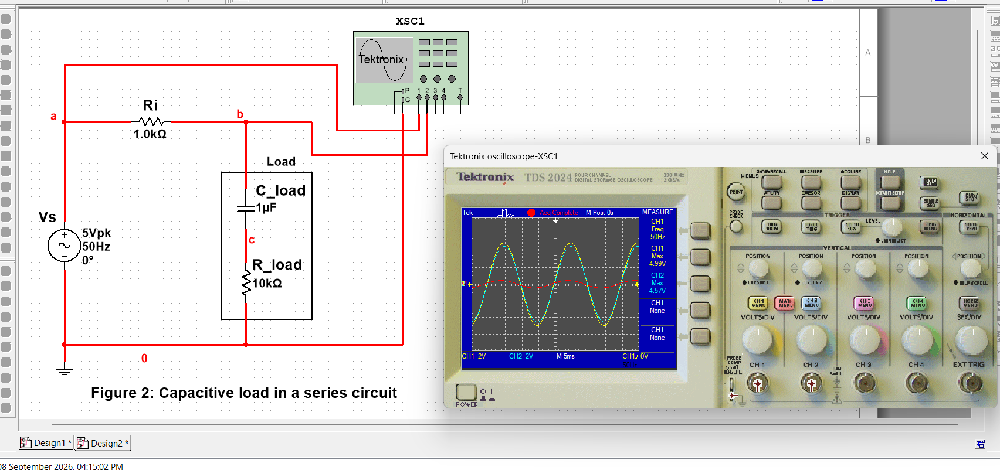 XSC1
Tektronix
P
G
1 2 3 4 T
A
B
a
Ri
1.0kΩ
b
Load
C_load
1µF
c
R_load
10kΩ
Vs
5Vpk
50Hz
0°
0
Figure 2: Capacitive load in a series circuit
Tektronix oscilloscope-XSC1
Tektronix TDS 2024
FOUR CHANNEL
DIGITAL STORAGE OSCILLOSCOPE
200 MHz
2 GS/s
Tek Acq Complete M Pos: 0s MEASURE
CH1
Freq
50Hz
CH1
Max
4.99V
CH2
Max
4.57V
CH1
None
CH1
None
CH1 2V CH2 2V M 5ms CH1 0V
50Hz
POWER
MENUS
SAVE/RECALL MEASURE ACQUIRE
UTILITY CURSOR DISPLAY
HELP
DEFAULT SETUP
AUTO
SET
SINGLE
SEQ
RUN/
STOP
PRINT
PROBE
CHECK
TRIGGER
TRIG
VIEW
FORCE
TRIG
SET TO
50%
LEVEL
USER SELECT
TRIG
MENU
HORIZONTAL
SET TO
ZERO
VERTICAL
POSITION POSITION POSITION POSITION POSITION
CURSOR 1 CURSOR 2 HELP SCROLL
CH 1
MENU
MATH
MENU
CH 2
MENU
CH 3
MENU
CH 4
MENU
HORIZ
MENU
VOLTS/DIV VOLTS/DIV VOLTS/DIV VOLTS/DIV SEC/DIV
PROBE
COMP
~5V@
1kHz
CH 1 CH 2 CH 3 CH 4 EXT TRIG
300V
CAT II
Design1 * Design2 *
08 September 2026, 04:15:02 PM